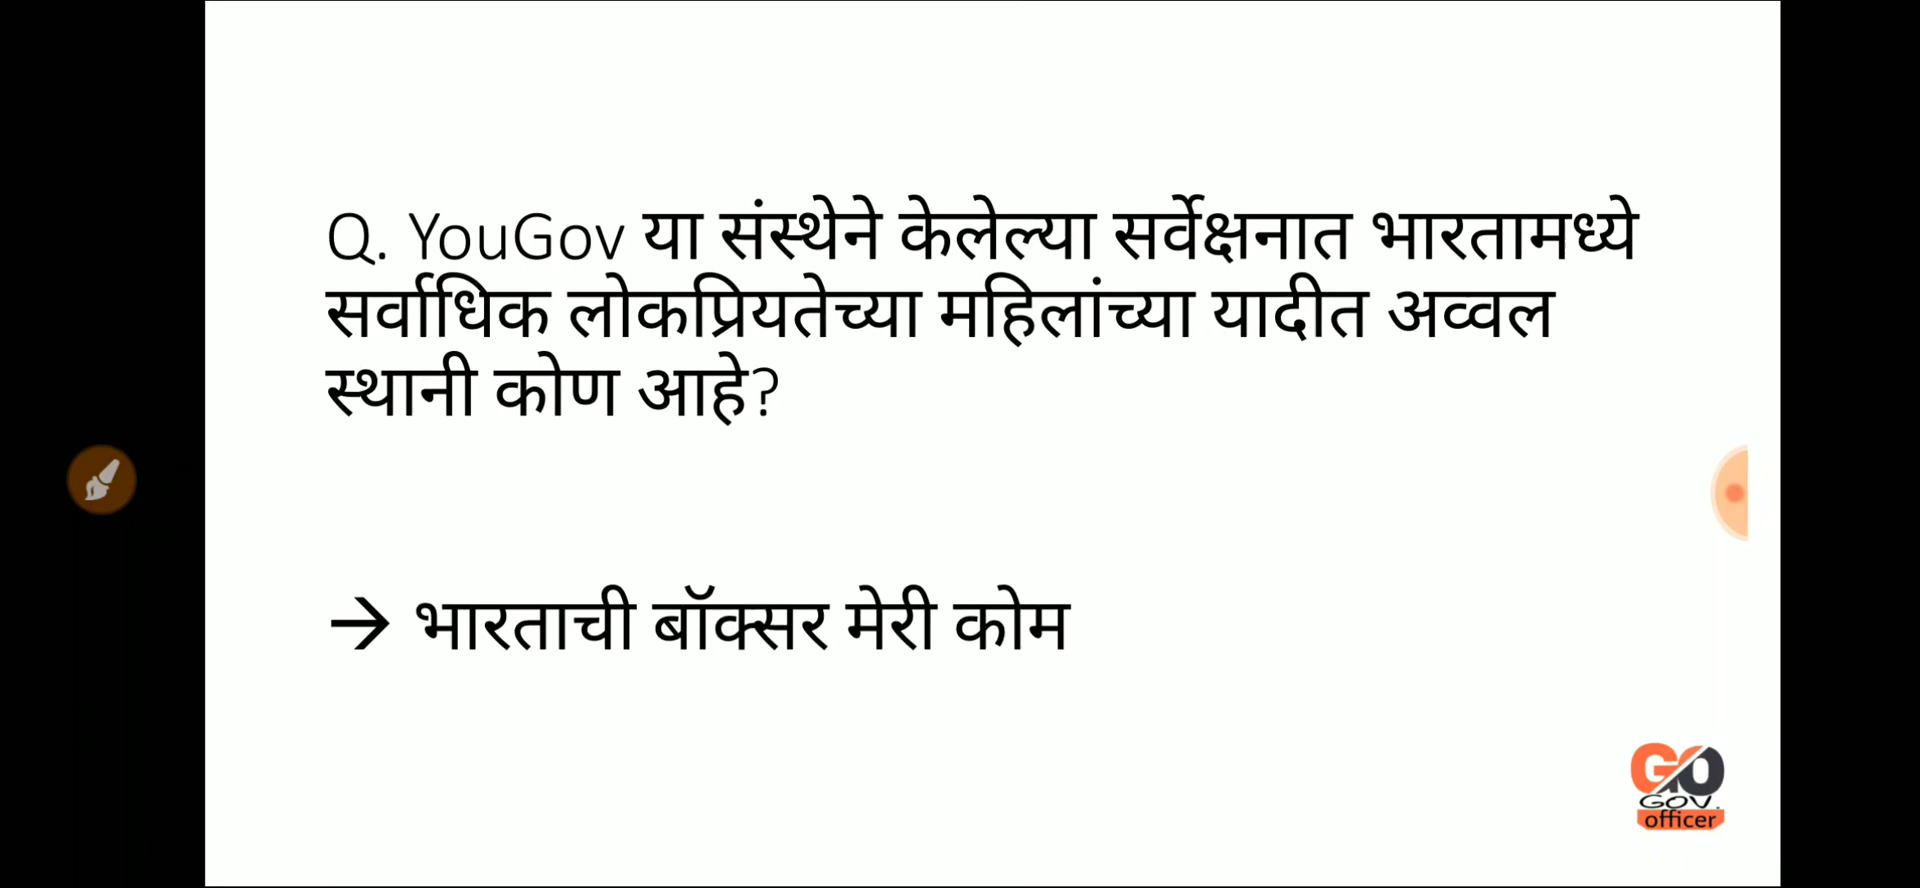 Q. YouGov या संस्थेने केलेल्या सर्वेक्षनात भारतामध्ये
सर्वाधिक लोकप्रियतेच्या महिलांच्या यादीत अव्वल
स्थानी कोण आहे?
→ भारताची बॉक्सर मेरी कोम
GO
GOV.
officer